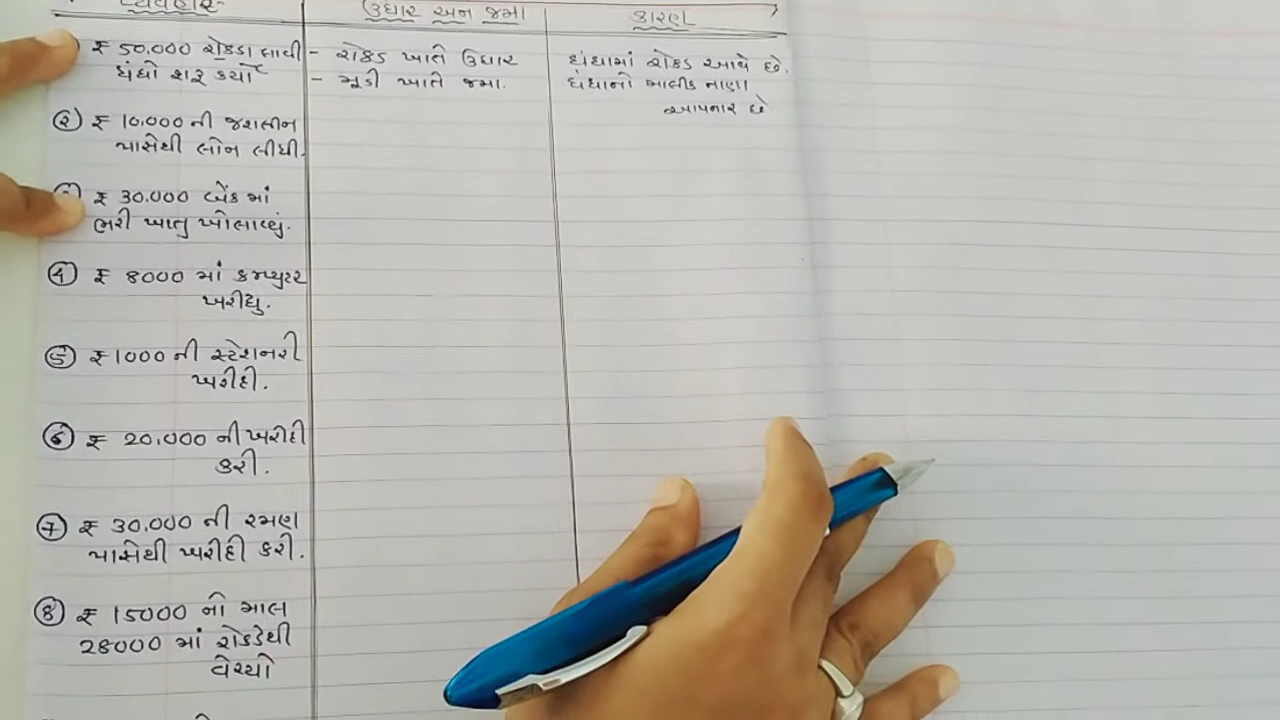 વ્યવહાર ઉધાર અને જમા કારણ
₹ 50,000 રોકડા લાવી - રોકડ ખાતે ઉધાર ધંધામાં રોકડ આવે છે.
ધંધો શરૂ કર્યો - મૂડી ખાતે જમા. ધંધાનો માલીક નાણા
આપનાર છે
② ₹ 10,000 ની જશલીન
પાસેથી લોન લીધી.
₹ 30,000 બેંક માં
ભરી ખાતુ ખોલાવ્યું.
④ ₹ 8000 માં કમ્પ્યુટર
ખરીદ્યુ.
⑤ ₹1000 ની સ્ટેશનરી
ખરીદી.
⑥ ₹ 20,000 ની ખરીદી
કરી.
⑦ ₹ 30,000 ની રમણ
પાસેથી ખરીદી કરી.
⑧ ₹ 15000 નો માલ
28000 માં રોકડેથી
વેચ્યો